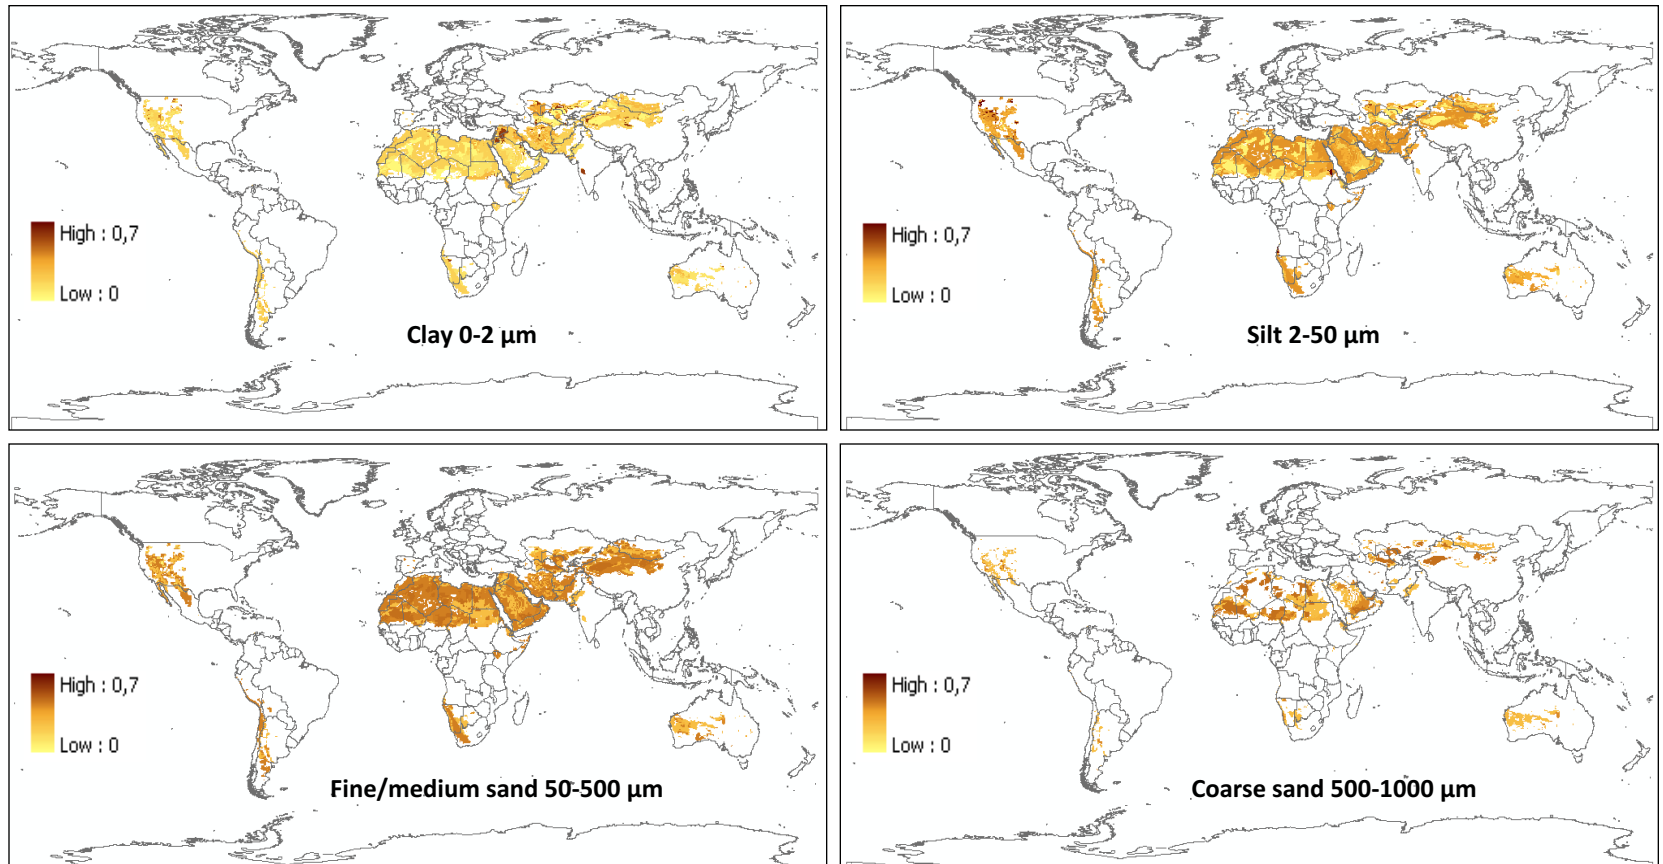 High : 0,7
Low : 0
Clay 0-2 µm
High : 0,7
Low : 0
Silt 2-50 µm
High : 0,7
Low : 0
Fine/medium sand 50-500 µm
High : 0,7
Low : 0
Coarse sand 500-1000 µm